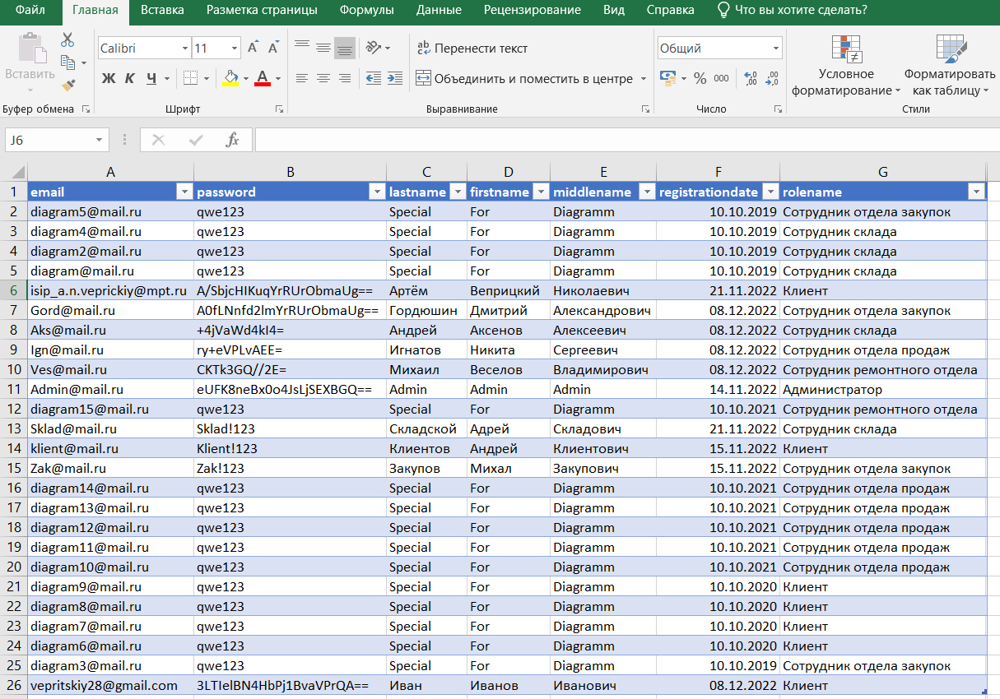 Файл Главная Вставка Разметка страницы Формулы Данные Рецензирование Вид Справка Что вы хотите сделать?
Вставить
Calibri 11
Ж К Ч А
Перенести текст
Объединить и поместить в центре
Общий
% 000
Условное форматирование
Форматировать как таблицу
Буфер обмена Шрифт Выравнивание Число Стили
J6 fx
A B C D E F G
1 email password lastname firstname middlename registrationdate rolename
2 diagram5@mail.ru qwe123 Special For Diagramm 10.10.2019 Сотрудник отдела закупок
3 diagram4@mail.ru qwe123 Special For Diagramm 10.10.2019 Сотрудник склада
4 diagram2@mail.ru qwe123 Special For Diagramm 10.10.2019 Сотрудник склада
5 diagram@mail.ru qwe123 Special For Diagramm 10.10.2019 Сотрудник склада
6 isip_a.n.veprickiy@mpt.ru A/SbjcHIKuqYrRUrObmaUg== Артём Веприцкий Николаевич 21.11.2022 Клиент
7 Gord@mail.ru A0fLNnfd2lmYrRUrObmaUg== Гордюшин Дмитрий Александрович 08.12.2022 Сотрудник отдела закупок
8 Aks@mail.ru +4jVaWd4kI4= Андрей Аксенов Алексеевич 08.12.2022 Сотрудник склада
9 Ign@mail.ru ry+eVPLvAEE= Игнатов Никита Сергеевич 08.12.2022 Сотрудник отдела продаж
10 Ves@mail.ru CKTk3GQ//2E= Михаил Веселов Владимирович 08.12.2022 Сотрудник ремонтного отдела
11 Admin@mail.ru eUFK8neBx0o4JsLjSEXBGQ== Admin Admin Admin 14.11.2022 Администратор
12 diagram15@mail.ru qwe123 Special For Diagramm 10.10.2021 Сотрудник ремонтного отдела
13 Sklad@mail.ru Sklad!123 Складской Адрей Складович 21.11.2022 Сотрудник склада
14 klient@mail.ru Klient!123 Клиентов Андрей Клиентович 15.11.2022 Клиент
15 Zak@mail.ru Zak!123 Закупов Михал Закупович 15.11.2022 Сотрудник отдела закупок
16 diagram14@mail.ru qwe123 Special For Diagramm 10.10.2021 Сотрудник отдела продаж
17 diagram13@mail.ru qwe123 Special For Diagramm 10.10.2021 Сотрудник отдела продаж
18 diagram12@mail.ru qwe123 Special For Diagramm 10.10.2021 Сотрудник отдела продаж
19 diagram11@mail.ru qwe123 Special For Diagramm 10.10.2021 Сотрудник отдела продаж
20 diagram10@mail.ru qwe123 Special For Diagramm 10.10.2021 Сотрудник отдела продаж
21 diagram9@mail.ru qwe123 Special For Diagramm 10.10.2020 Клиент
22 diagram8@mail.ru qwe123 Special For Diagramm 10.10.2020 Клиент
23 diagram7@mail.ru qwe123 Special For Diagramm 10.10.2020 Клиент
24 diagram6@mail.ru qwe123 Special For Diagramm 10.10.2020 Клиент
25 diagram3@mail.ru qwe123 Special For Diagramm 10.10.2019 Сотрудник отдела закупок
26 vepritskiy28@gmail.com 3LTIelBN4HbPj1BvaVPrQA== Иван Иванов Иванович 08.12.2022 Клиент